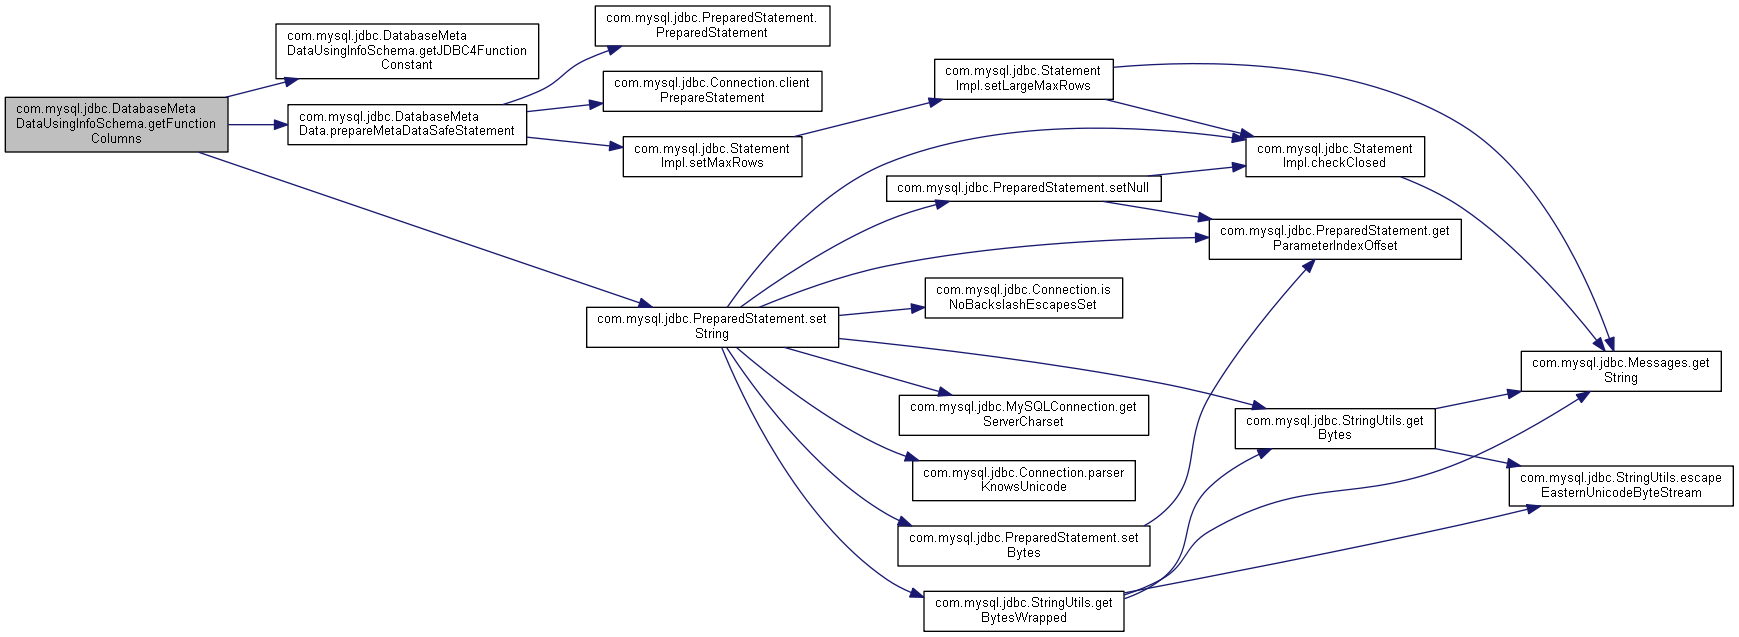 com.mysql.jdbc.DatabaseMeta
DataUsingInfoSchema.getFunction
Columns
com.mysql.jdbc.DatabaseMeta
DataUsingInfoSchema.getJDBC4Function
Constant
com.mysql.jdbc.DatabaseMeta
Data.prepareMetaDataSafeStatement
com.mysql.jdbc.PreparedStatement.
PreparedStatement
com.mysql.jdbc.Connection.client
PrepareStatement
com.mysql.jdbc.Statement
Impl.setMaxRows
com.mysql.jdbc.PreparedStatement.set
String
com.mysql.jdbc.Statement
Impl.setLargeMaxRows
com.mysql.jdbc.PreparedStatement.setNull
com.mysql.jdbc.Connection.is
NoBackslashEscapesSet
com.mysql.jdbc.MySQLConnection.get
ServerCharset
com.mysql.jdbc.Connection.parser
KnowsUnicode
com.mysql.jdbc.PreparedStatement.set
Bytes
com.mysql.jdbc.StringUtils.get
BytesWrapped
com.mysql.jdbc.Statement
Impl.checkClosed
com.mysql.jdbc.PreparedStatement.get
ParameterIndexOffset
com.mysql.jdbc.StringUtils.get
Bytes
com.mysql.jdbc.Messages.get
String
com.mysql.jdbc.StringUtils.escape
EasternUnicodeByteStream